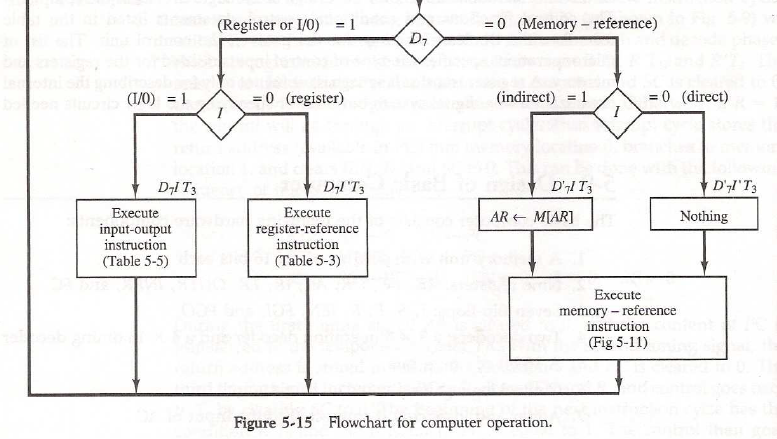 (Register or I/0) = 1
D7
= 0 (Memory – reference)
(I/0) = 1
I
= 0 (register)
(indirect) = 1
I
= 0 (direct)
D7IT3
D7I'T3
D'7IT3
D'7I'T3
Execute
input-output
instruction
(Table 5-5)
Execute
register-reference
instruction
(Table 5-3)
AR ← M[AR]
Nothing
Execute
memory – reference
instruction
(Fig 5-11)
Figure 5-15 Flowchart for computer operation.